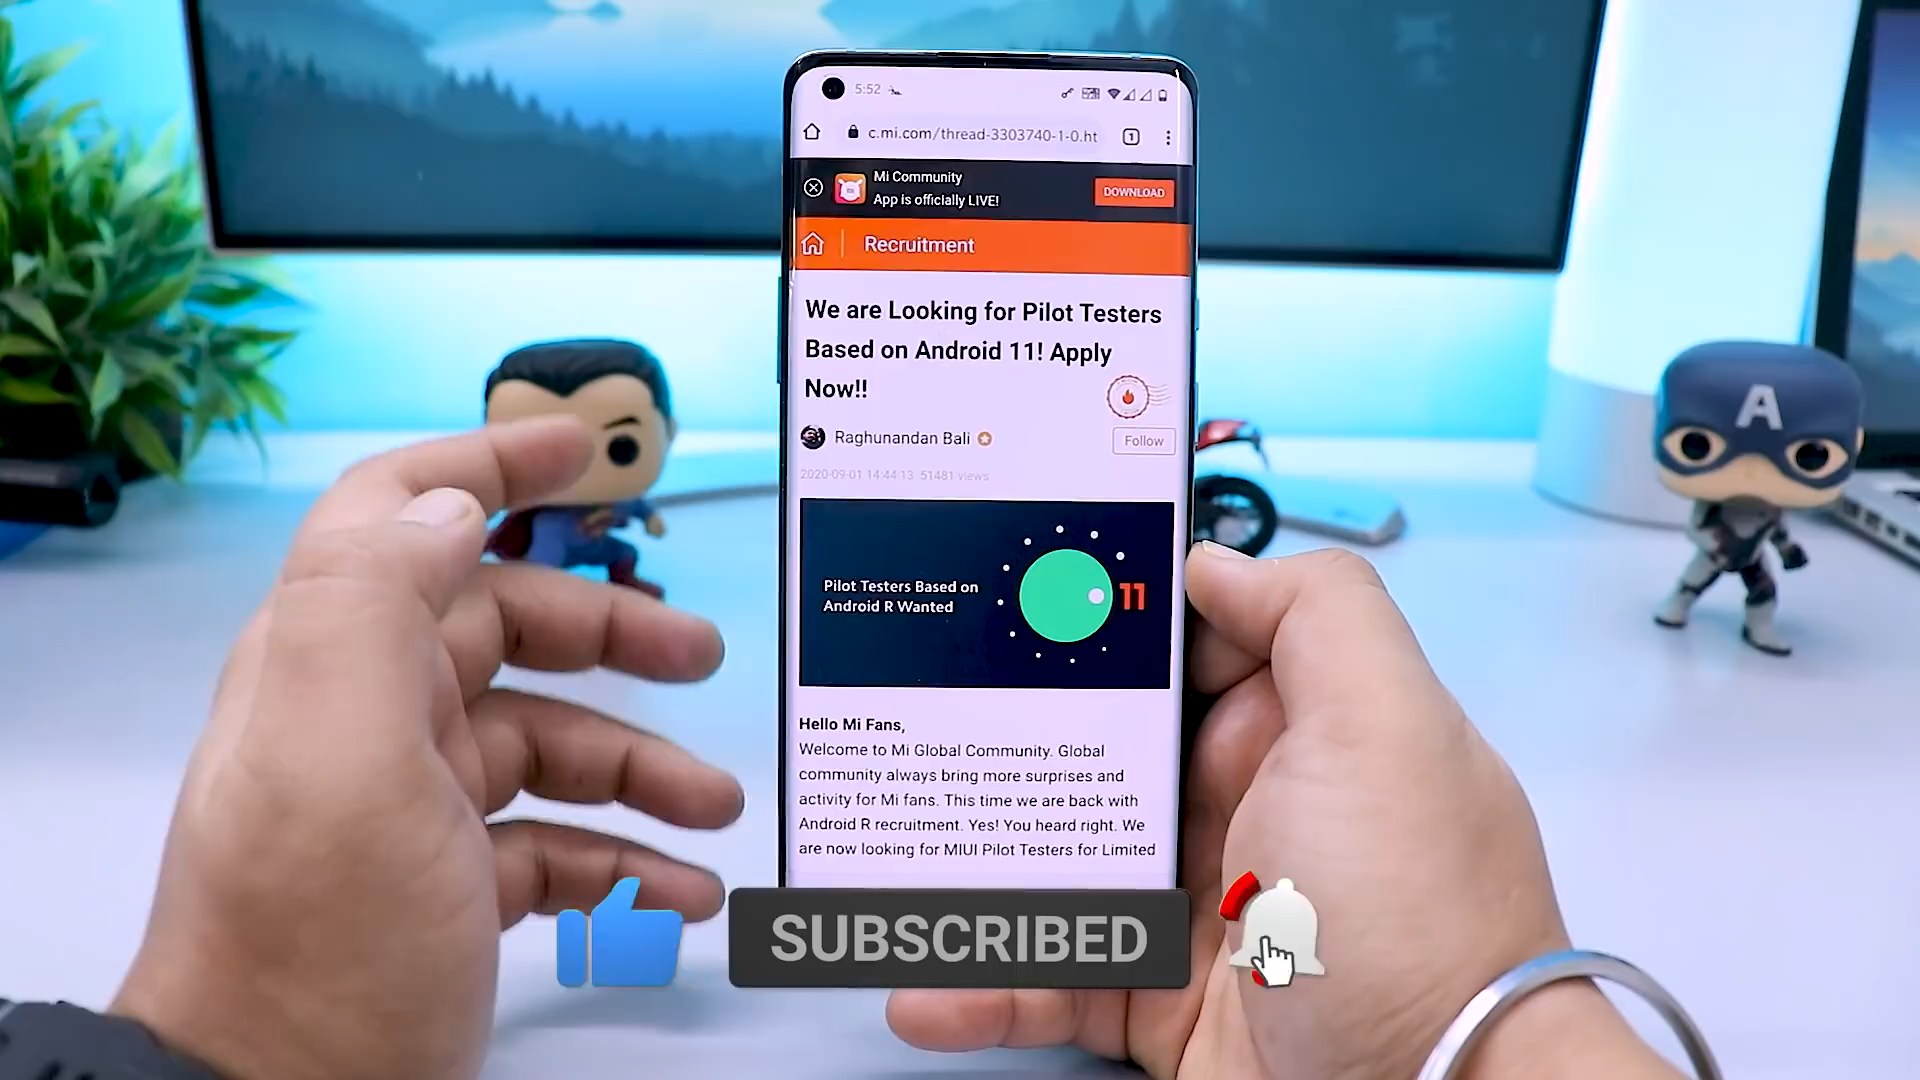 5:52
c.mi.com/thread-3303740-1-0.ht
1
Mi Community
App is officially LIVE!
DOWNLOAD
Recruitment
We are Looking for Pilot Testers
Based on Android 11! Apply
Now!!
Raghunandan Bali
Follow
2020-09-01 14:44:13 51481 views
Pilot Testers Based on
Android R Wanted
11
Hello Mi Fans,
Welcome to Mi Global Community. Global
community always bring more surprises and
activity for Mi fans. This time we are back with
Android R recruitment. Yes! You heard right. We
are now looking for MIUI Pilot Testers for Limited
A
SUBSCRIBED